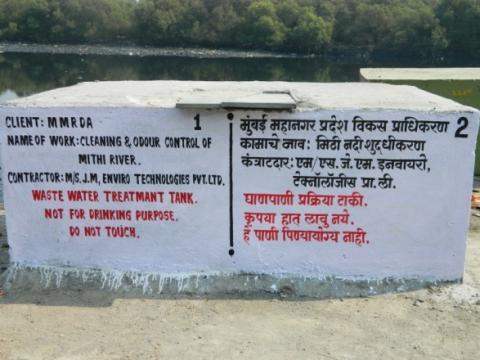 1
CLIENT: MMRDA
NAME OF WORK: CLEANING & ODOUR CONTROL OF
MITHI RIVER.
CONTRACTOR: M/S. J.M, ENVIRO TECHNOLOGIES PVT. LTD.
WASTE WATER TREATMANT TANK.
NOT FOR DRINKING PURPOSE.
DO NOT TOUCH.
2
मुंबई महानगर प्रदेश विकास प्राधिकरण
कामाचे नाव: मिठी नदी शुद्धीकरण
कंत्राटदार: एम/एस. जे. एम. इनवायरो,
टेक्नॉलॉजीस प्रा. ली.
घाणपाणी प्रक्रिया टाकी.
कृपया हात लावु नये.
हे पाणी पिण्यायोग्य नाही.